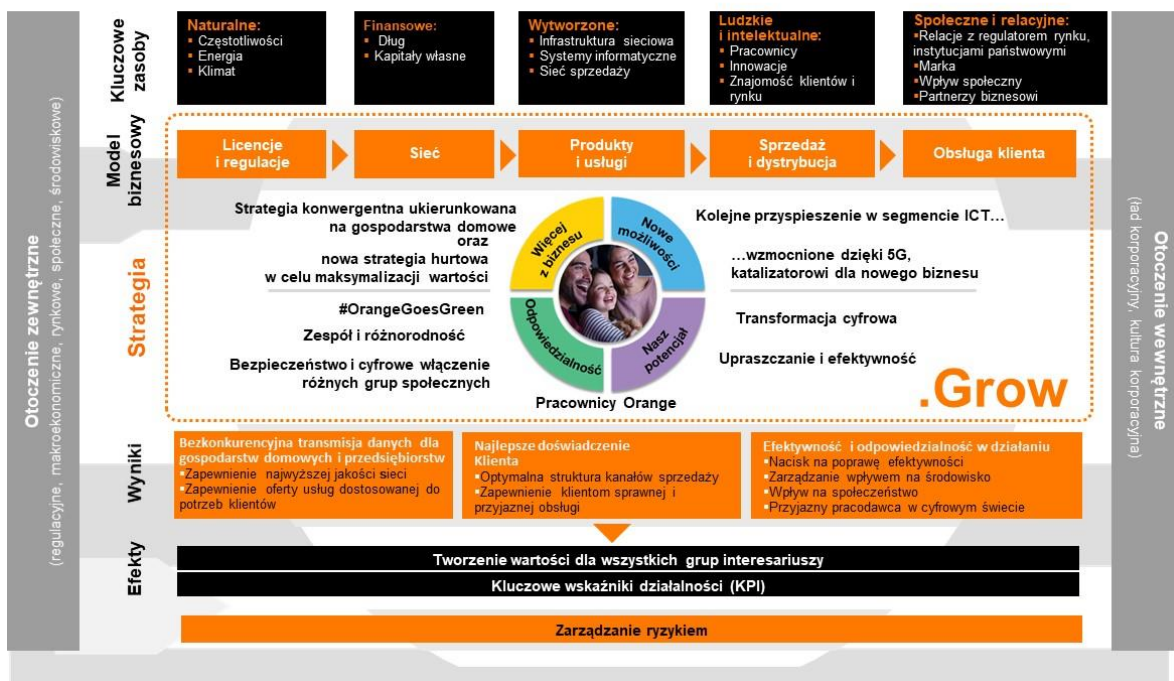 Otoczenie zewnętrzne
(regulacyjne, makroekonomiczne, rynkowe, społeczne, środowiskowe)
Kluczowe
zasoby
Naturalne:
▪Częstotliwości
▪Energia
▪Klimat
Finansowe:
▪Dług
▪Kapitały własne
Wytworzone:
▪Infrastruktura sieciowa
▪Systemy informatyczne
▪Sieć sprzedaży
Ludzkie
i intelektualne:
▪Pracownicy
▪Innowacje
▪Znajomość klientów i
rynku
Społeczne i relacyjne:
▪Relacje z regulatorem rynku,
instytucjami państwowymi
▪Marka
▪Wpływ społeczny
▪Partnerzy biznesowi
Model
biznesowy
Licencje
i regulacje
Sieć
Produkty
i usługi
Sprzedaż
i dystrybucja
Obsługa klienta
Strategia
Strategia konwergentna ukierunkowana
na gospodarstwa domowe
oraz
nowa strategia hurtowa
w celu maksymalizacji wartości
#OrangeGoesGreen
Zespół i różnorodność
Bezpieczeństwo i cyfrowe włączenie
różnych grup społecznych
Więcej
z biznesu
Nowe
możliwości
Odpowiedzialność
Nasz
potencjał
Pracownicy Orange
Kolejne przyspieszenie w segmencie ICT…
…wzmocnione dzięki 5G,
katalizatorowi dla nowego biznesu
Transformacja cyfrowa
Upraszczanie i efektywność
.Grow
Wyniki
Bezkonkurencyjna transmisja danych dla
gospodarstw domowych i przedsiębiorstw
▪Zapewnienie najwyższej jakości sieci
▪Zapewnienie oferty usług dostosowanej do
potrzeb klientów
Najlepsze doświadczenie
Klienta
▪Optymalna struktura kanałów sprzedaży
▪Zapewnienie klientom sprawnej i
przyjaznej obsługi
Efektywność i odpowiedzialność w działaniu
▪Nacisk na poprawę efektywności
▪Zarządzanie wpływem na środowisko
▪Wpływ na społeczeństwo
▪Przyjazny pracodawca w cyfrowym świecie
Efekty
Tworzenie wartości dla wszystkich grup interesariuszy
Kluczowe wskaźniki działalności (KPI)
Zarządzanie ryzykiem
Otoczenie wewnętrzne
(ład korporacyjny, kultura korporacyjna)